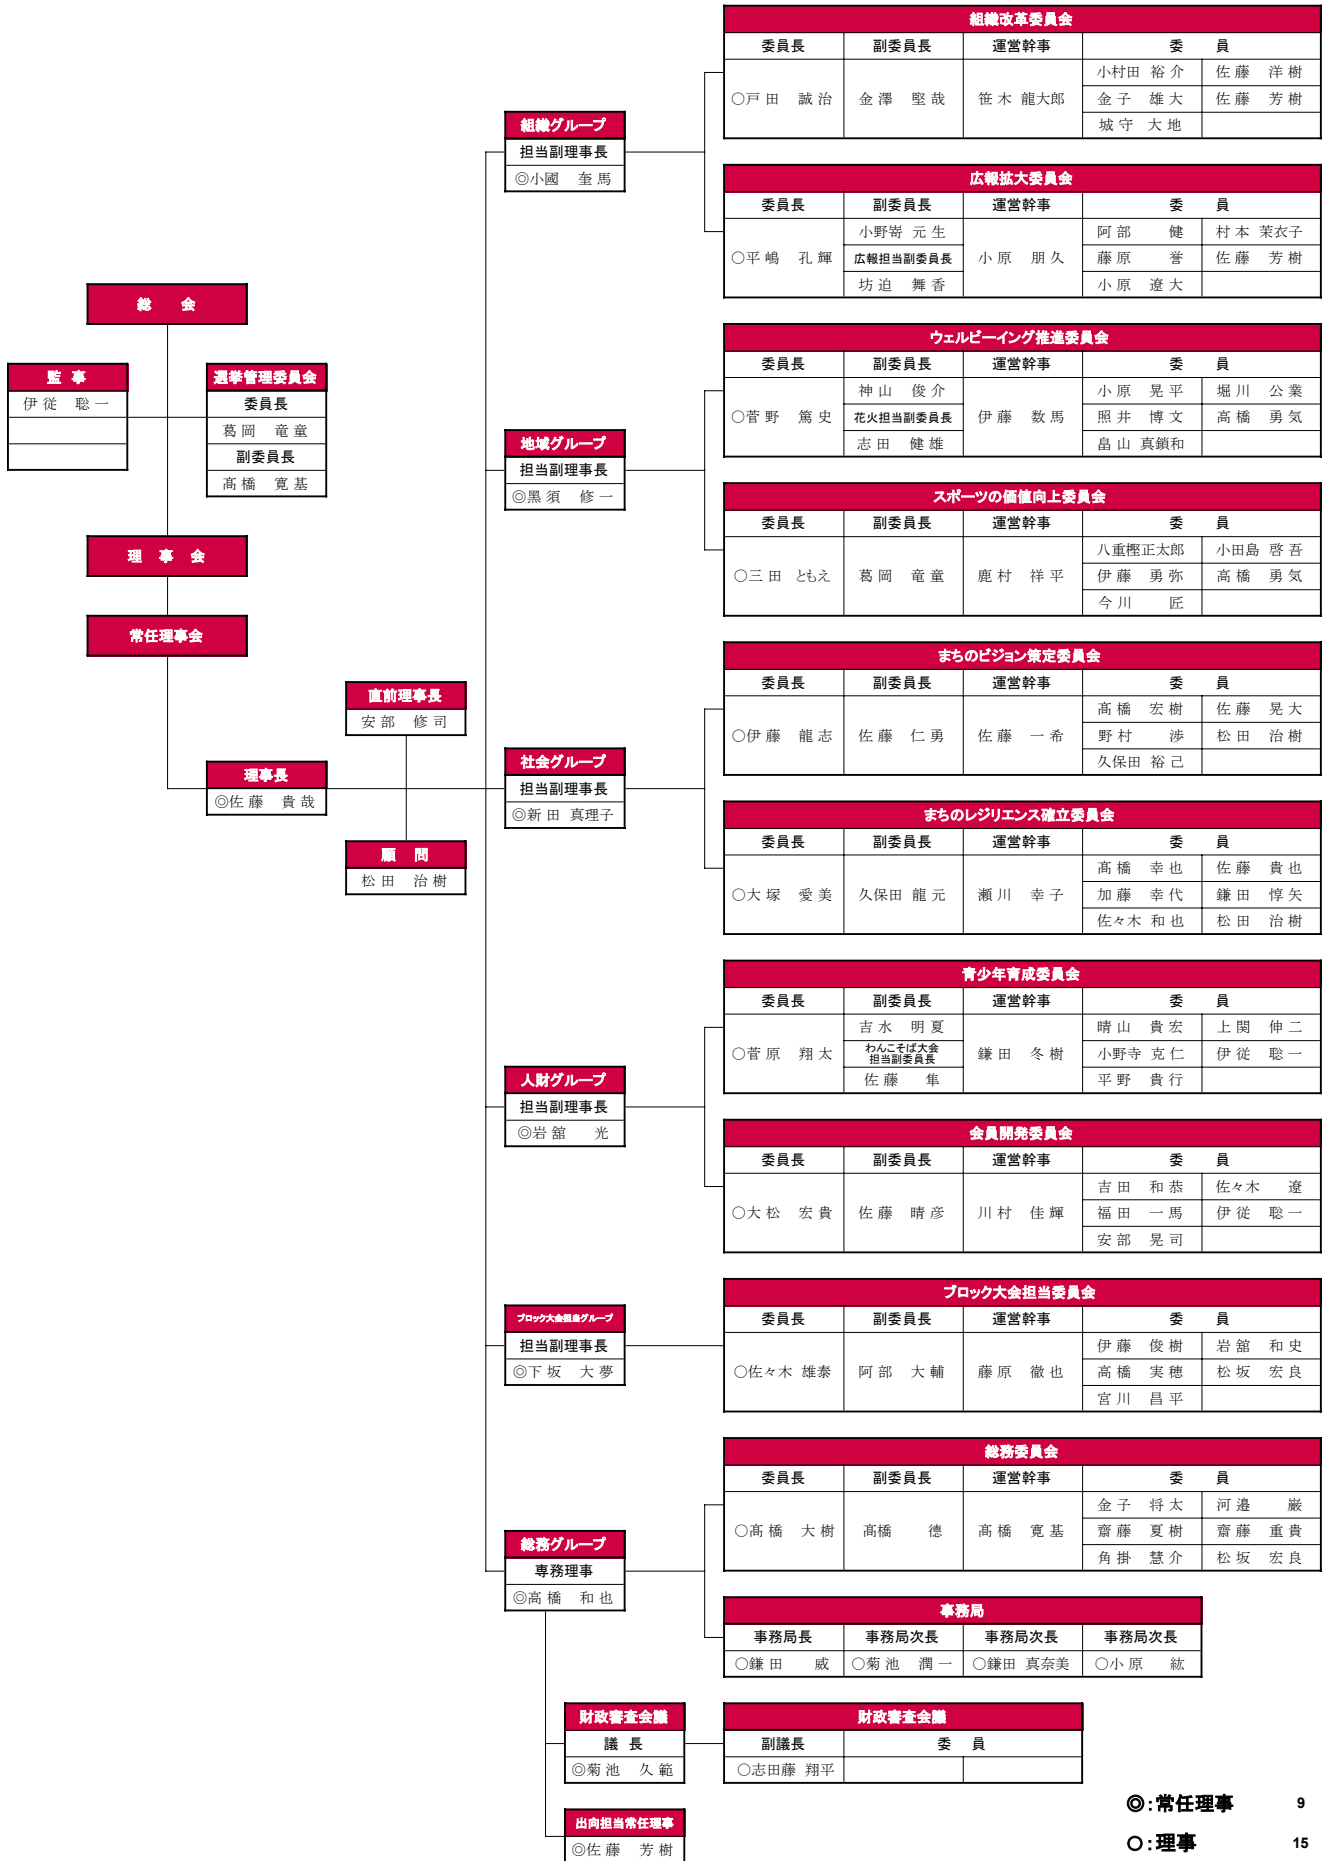 総　会
監　事
伊従　聡一
選挙管理委員会
委員長
葛岡　竜童
副委員長
髙橋　寛基
理　事　会
常任理事会
直前理事長
安部　修司
理事長
◎佐藤　貴哉
顧　問
松田　治樹
組織グループ
担当副理事長
◎小國　奎馬
組織改革委員会
委員長　副委員長　運営幹事　委　員
○戸田　誠治　金澤　堅哉　笹木　龍大郎
小村田　裕介　佐藤　洋樹
金子　雄大　佐藤　芳樹
城守　大地
広報拡大委員会
委員長　副委員長　運営幹事　委　員
○平嶋　孔輝
小野嵜　元生
広報担当副委員長
坊迫　舞香
小原　朋久
阿部　健　村本　茉衣子
藤原　誉　佐藤　芳樹
小原　遼大
地域グループ
担当副理事長
◎黒須　修一
ウェルビーイング推進委員会
委員長　副委員長　運営幹事　委　員
○菅野　篤史
神山　俊介
花火担当副委員長
志田　健雄
伊藤　数馬
小原　晃平　堀川　公業
照井　博文　高橋　勇気
畠山　真鎖和
スポーツの価値向上委員会
委員長　副委員長　運営幹事　委　員
○三田　ともえ　葛岡　竜童　鹿村　祥平
八重樫正太郎　小田島　啓吾
伊藤　勇弥　高橋　勇気
今川　匠
社会グループ
担当副理事長
◎新田　真理子
まちのビジョン策定委員会
委員長　副委員長　運営幹事　委　員
○伊藤　龍志　佐藤　仁勇　佐藤　一希
髙橋　宏樹　佐藤　晃大
野村　渉　松田　治樹
久保田　裕己
まちのレジリエンス確立委員会
委員長　副委員長　運営幹事　委　員
○大塚　愛美　久保田　龍元　瀬川　幸子
髙橋　幸也　佐藤　貴也
加藤　幸代　鎌田　惇矢
佐々木　和也　松田　治樹
人財グループ
担当副理事長
◎岩舘　光
青少年育成委員会
委員長　副委員長　運営幹事　委　員
○菅原　翔太
吉水　明夏
わんこそば大会
担当副委員長
佐藤　隼
鎌田　冬樹
晴山　貴宏　上関　伸二
小野寺　克仁　伊従　聡一
平野　貴行
会員開発委員会
委員長　副委員長　運営幹事　委　員
○大松　宏貴　佐藤　晴彦　川村　佳輝
吉田　和恭　佐々木　遼
福田　一馬　伊従　聡一
安部　晃司
ブロック大会担当グループ
担当副理事長
◎下坂　大夢
ブロック大会担当委員会
委員長　副委員長　運営幹事　委　員
○佐々木　雄泰　阿部　大輔　藤原　徹也
伊藤　俊樹　岩舘　和史
高橋　実穂　松坂　宏良
宮川　昌平
総務グループ
専務理事
◎高橋　和也
総務委員会
委員長　副委員長　運営幹事　委　員
○髙橋　大樹　髙橋　德　髙橋　寛基
金子　将太　河邉　巌
齋藤　夏樹　齋藤　重貴
角掛　慧介　松坂　宏良
事務局
事務局長　事務局次長　事務局次長　事務局次長
○鎌田　威　○菊池　潤一　○鎌田　真奈美　○小原　紘
財政審査会議
議　長
◎菊池　久範
財政審査会議
副議長　委　員
○志田藤　翔平
出向担当常任理事
◎佐藤　芳樹
◎：常任理事　9
○：理事　15